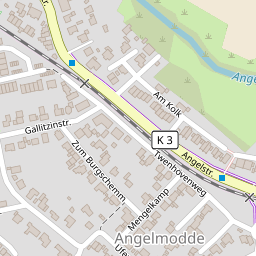 Am Kolk
Gallitzinstr.
K 3
Angelstr.
Twenhovenweg
Zum Burgschemm
Mengelkamp
Angelmodde